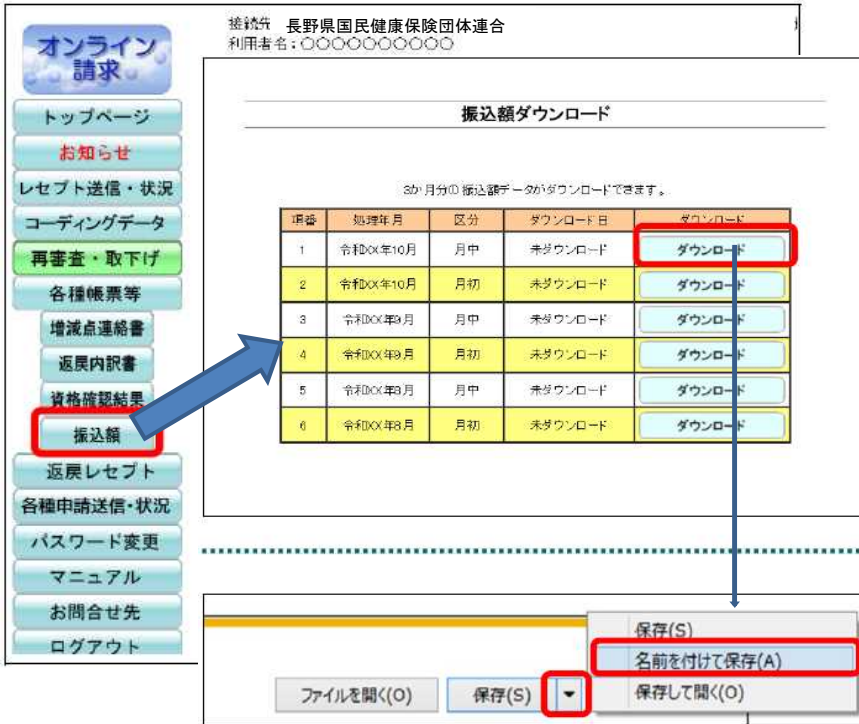 接続先 長野県国民健康保険団体連合
利用者名:○○○○○○○○○○
オンライン
請求
トップページ
お知らせ
レセプト送信・状況
コーディングデータ
再審査・取下げ
各種帳票等
増減点連絡書
返戻内訳書
資格確認結果
振込額
返戻レセプト
各種申請送信・状況
パスワード変更
マニュアル
お問合せ先
ログアウト
振込額ダウンロード
3か月分の振込額データがダウンロードできます。
項番 処理年月 区分 ダウンロード日 ダウンロード
1 令和XX年10月 月中 未ダウンロード ダウンロード
2 令和XX年10月 月初 未ダウンロード ダウンロード
3 令和XX年9月 月中 未ダウンロード ダウンロード
4 令和XX年9月 月初 未ダウンロード ダウンロード
5 令和XX年8月 月中 未ダウンロード ダウンロード
6 令和XX年8月 月初 未ダウンロード ダウンロード
保存(S)
名前を付けて保存(A)
保存して開く(O)
ファイルを開く(O) 保存(S)